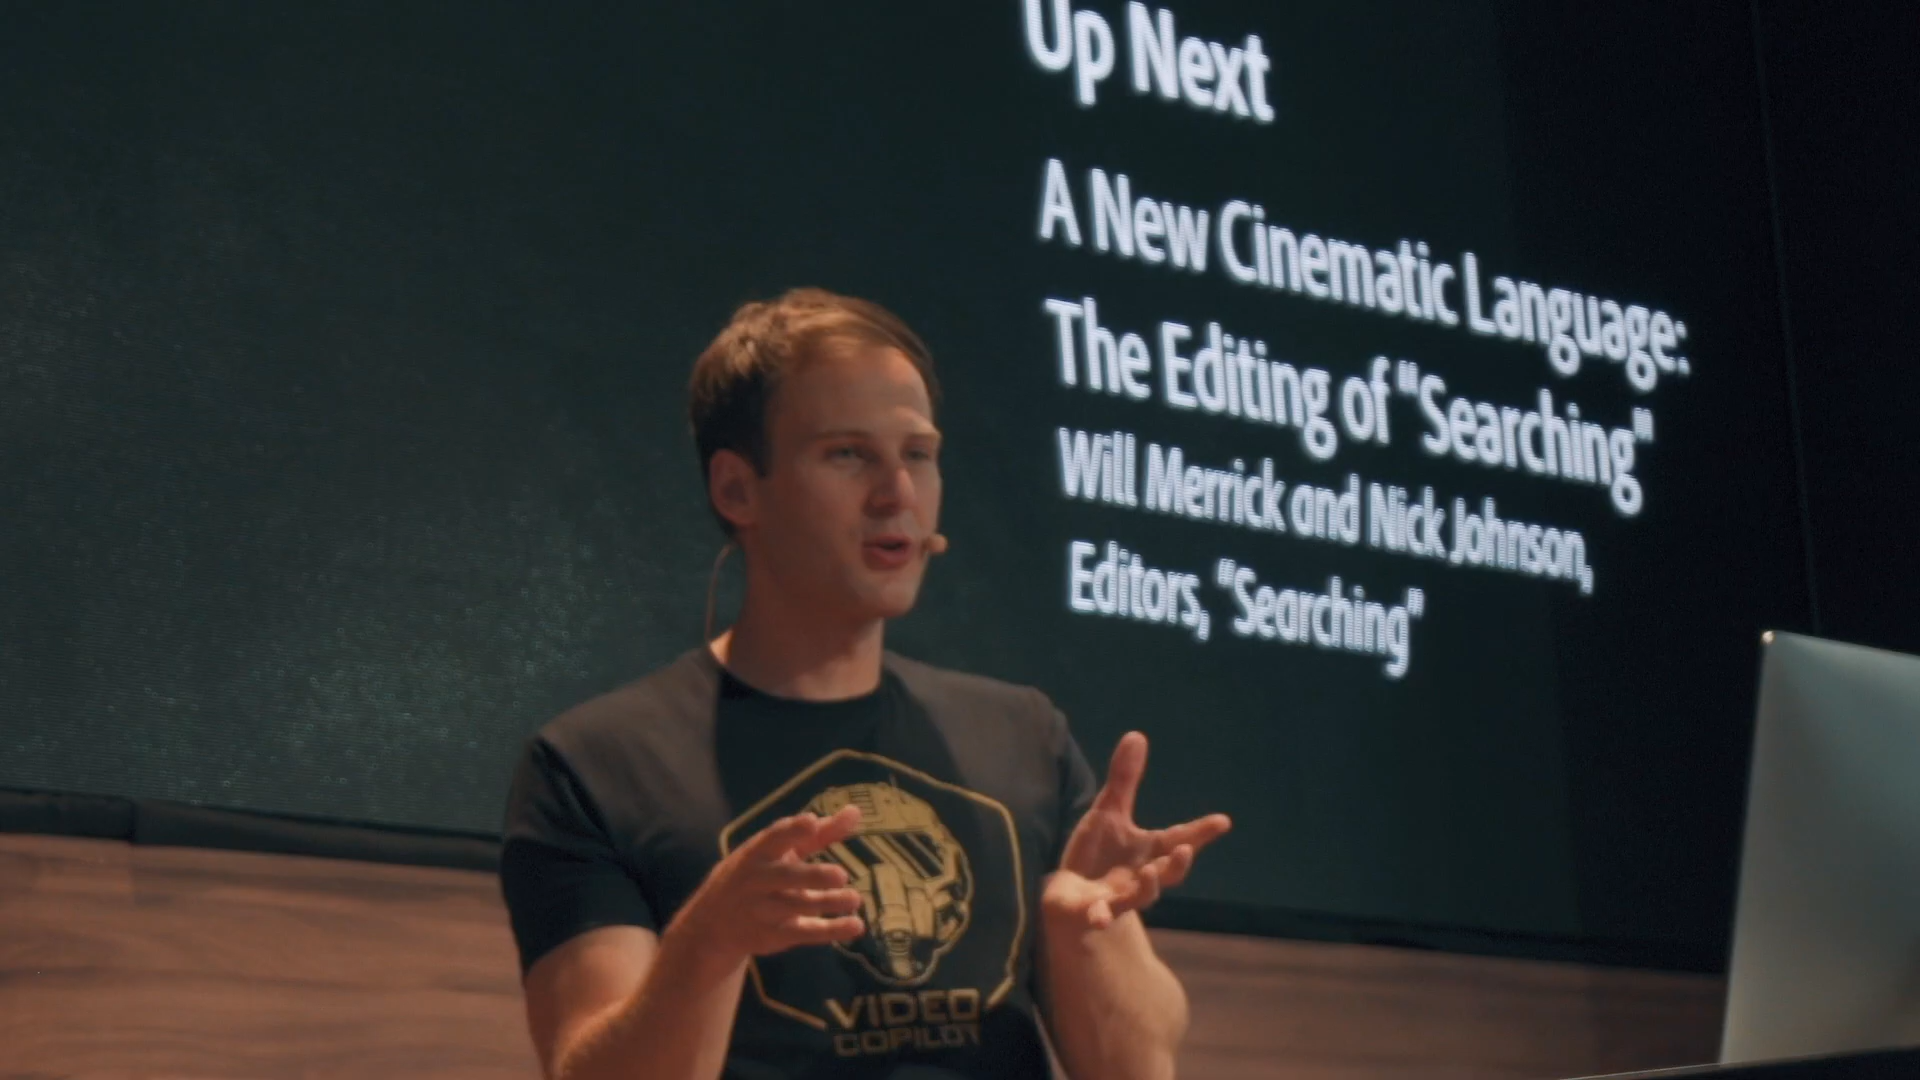 Up Next
A New Cinematic Language:
The Editing of "Searching"
Will Merrick and Nick Johnson,
Editors, "Searching"
VIDEO
COPILOT